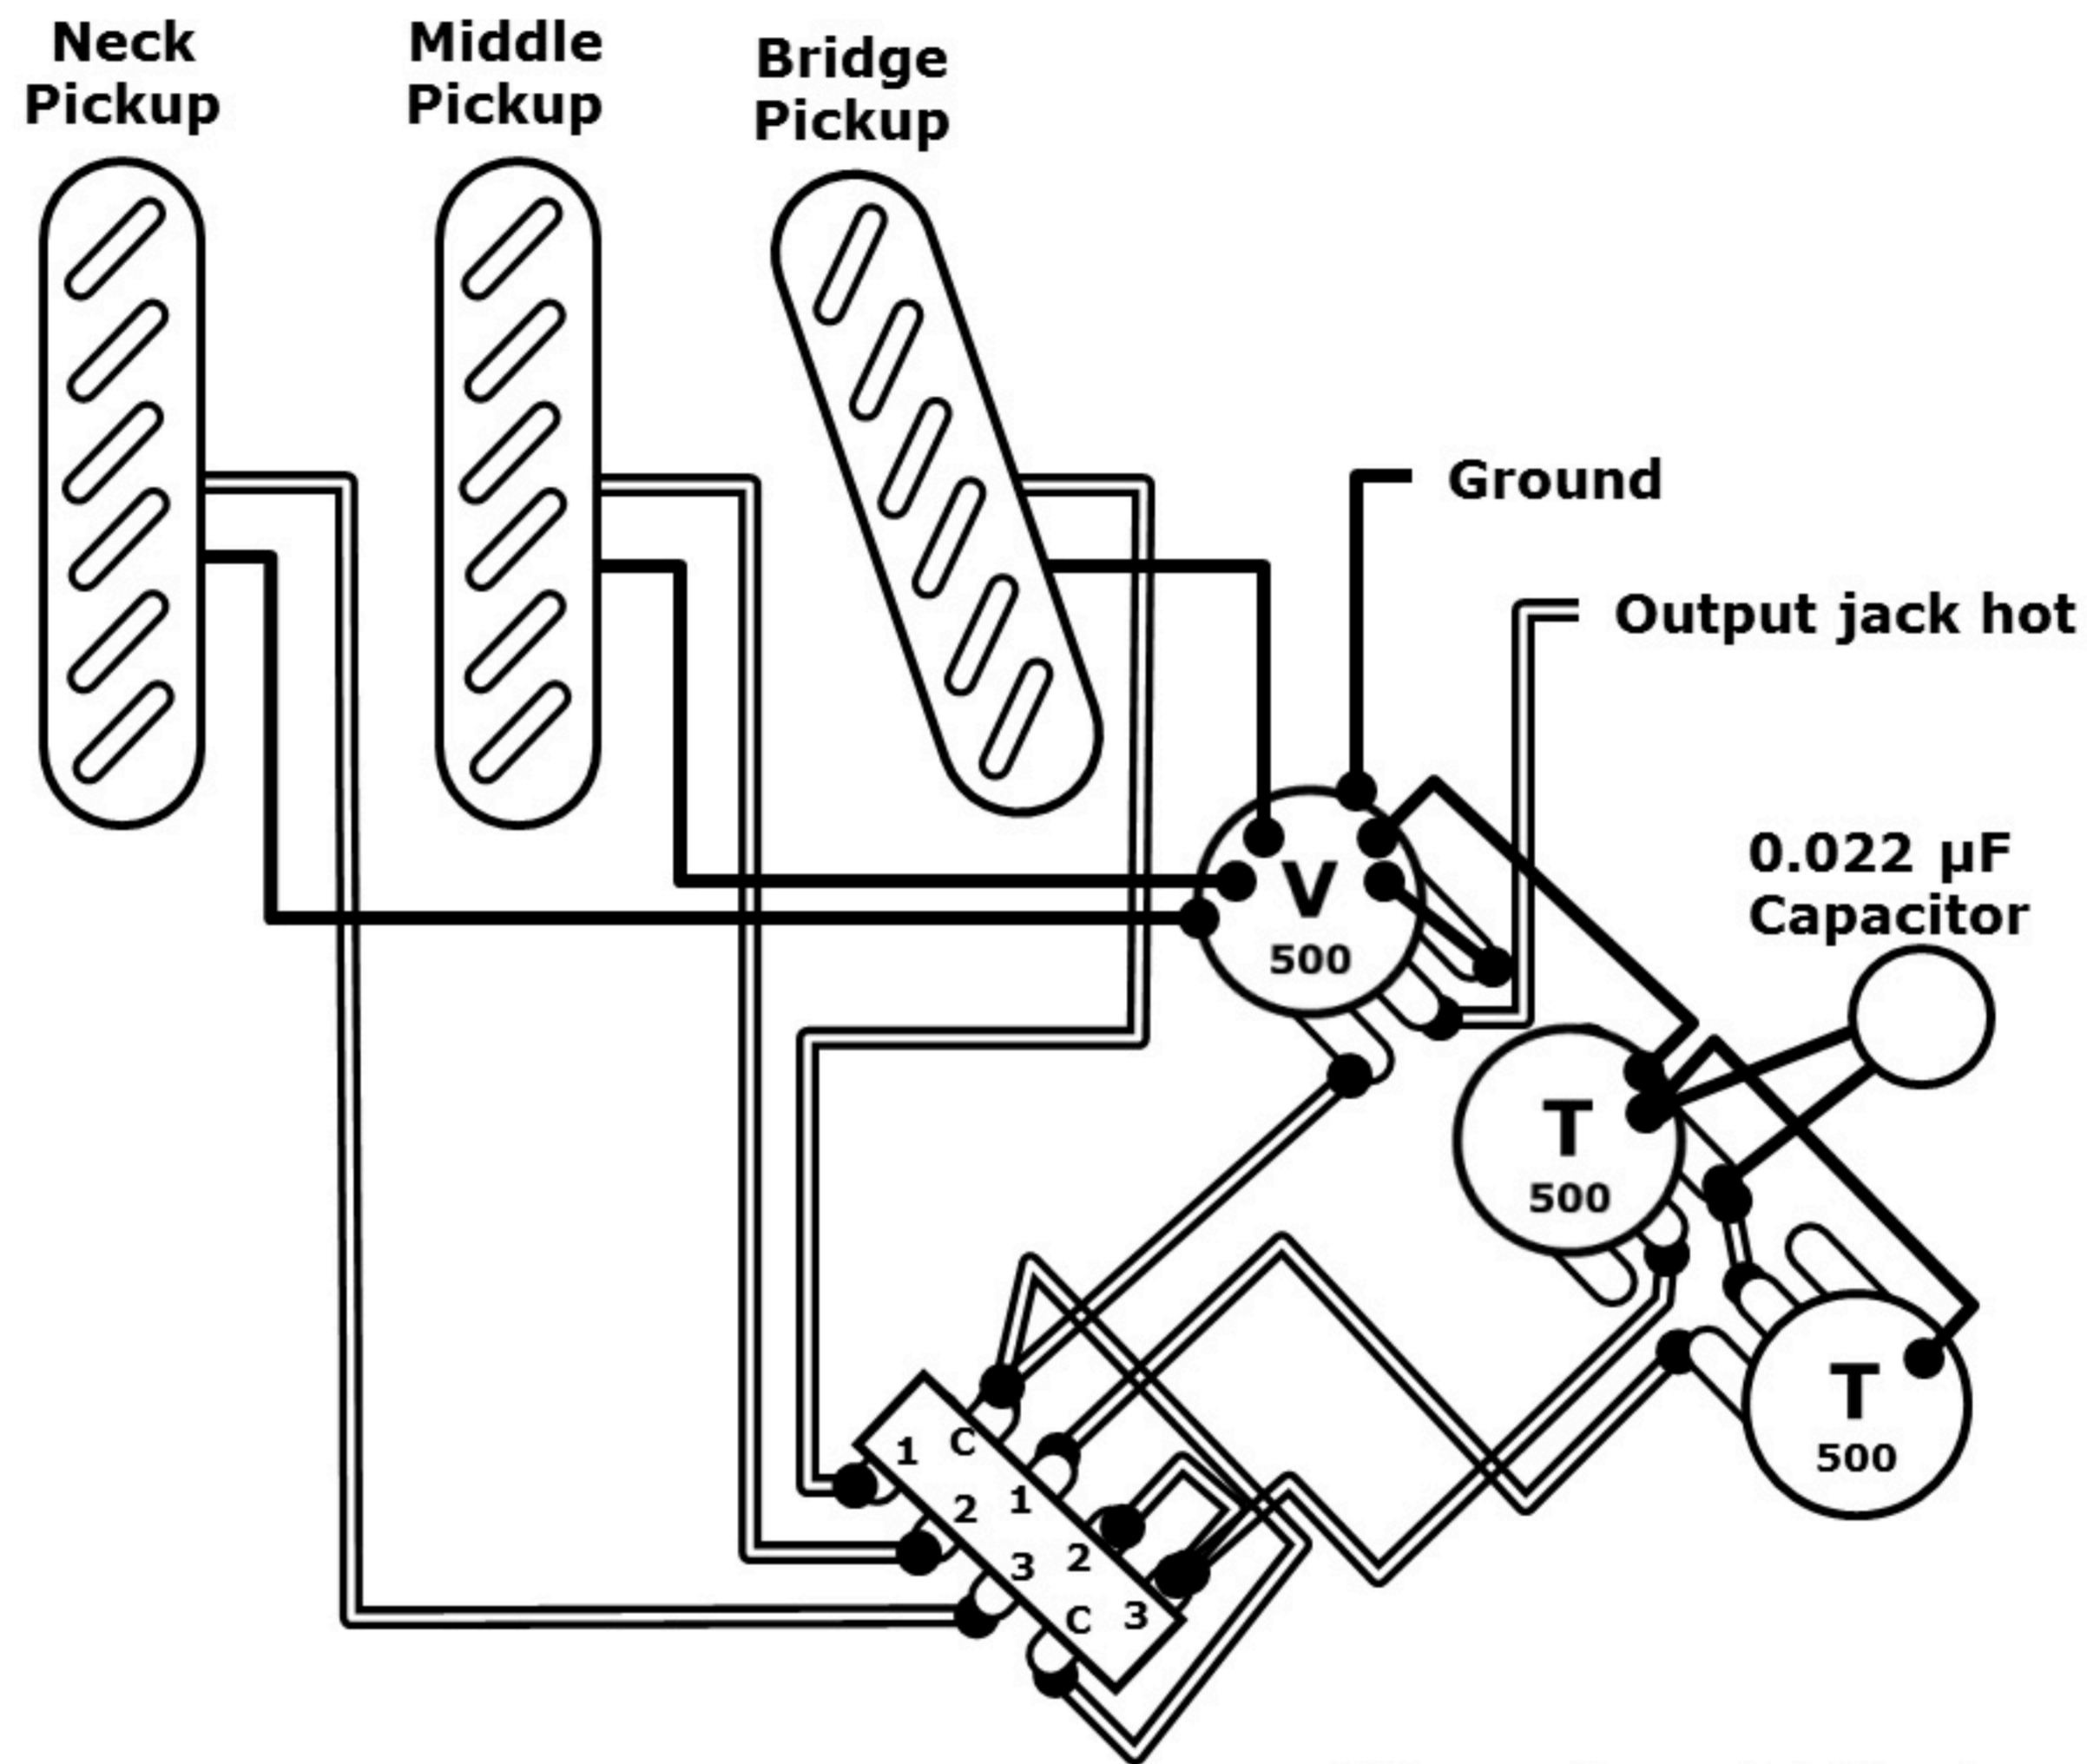 Neck
Pickup
Middle
Pickup
Bridge
Pickup
Ground
Output jack hot
0.022 µF
Capacitor
V
500
T
500
T
500
1
C
2
1
3
2
C
3